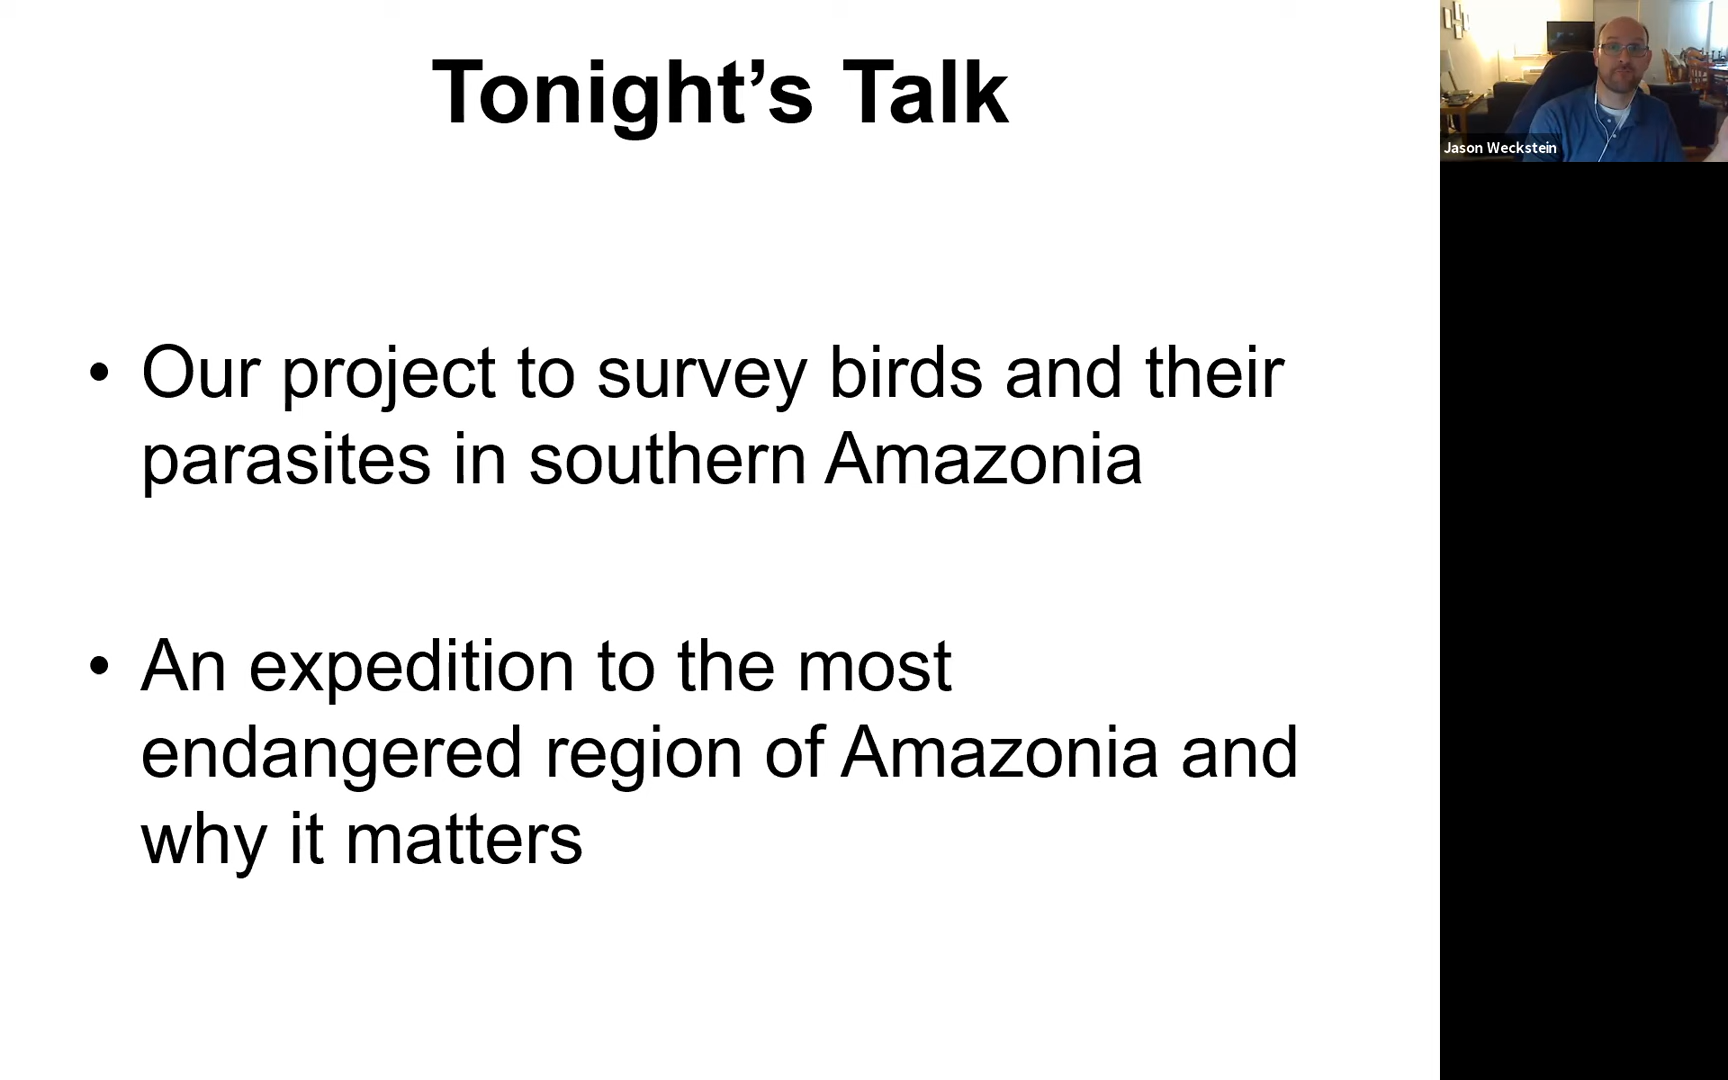 Tonight’s Talk
• Our project to survey birds and their
parasites in southern Amazonia
• An expedition to the most
endangered region of Amazonia and
why it matters
Jason Weckstein